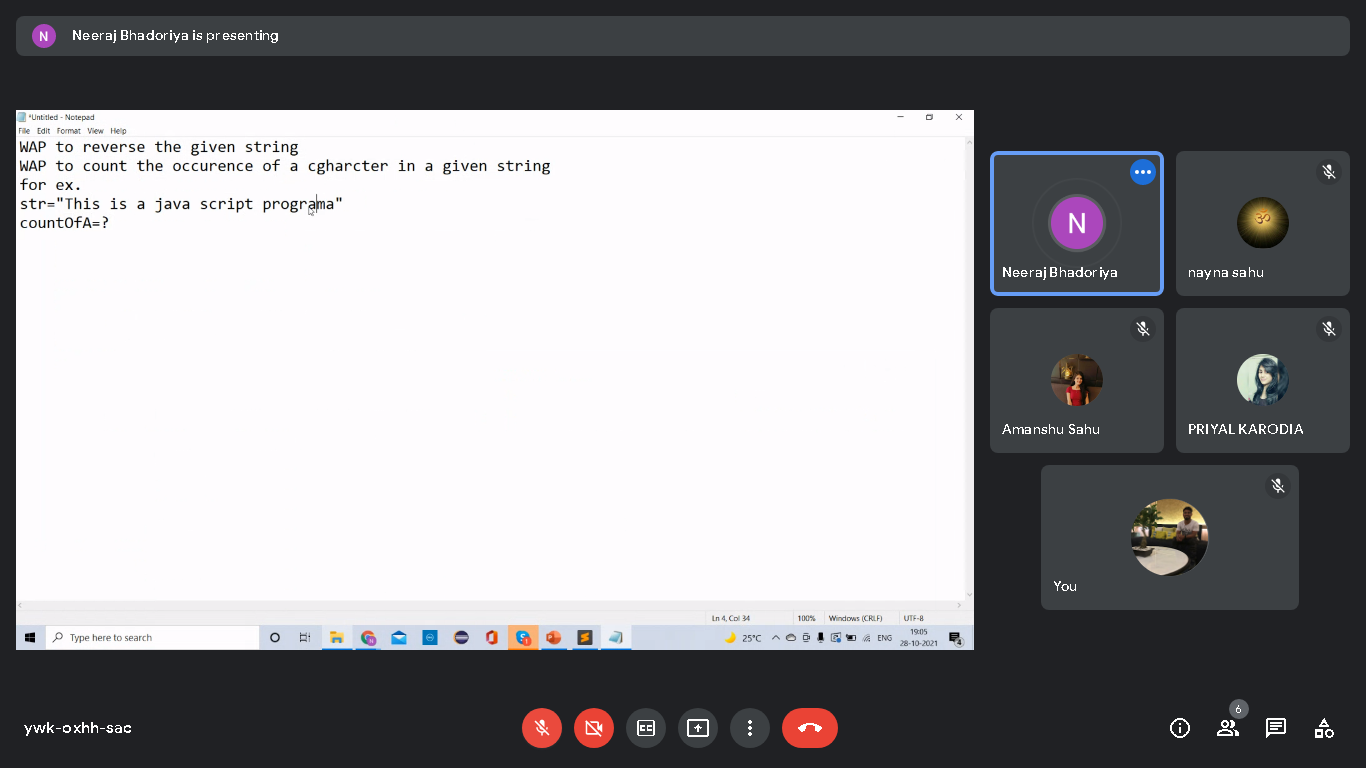 N Neeraj Bhadoriya is presenting
*Untitled - Notepad
File Edit Format View Help
WAP to reverse the given string
WAP to count the occurence of a cgharcter in a given string
for ex.
str="This is a java script programa"
countOfA=?
Ln 4, Col 34 100% Windows (CRLF) UTF-8
Type here to search
25°C ENG 19:05
28-10-2021
4
N
Neeraj Bhadoriya
nayna sahu
Amanshu Sahu
PRIYAL KARODIA
You
ywk-oxhh-sac
6